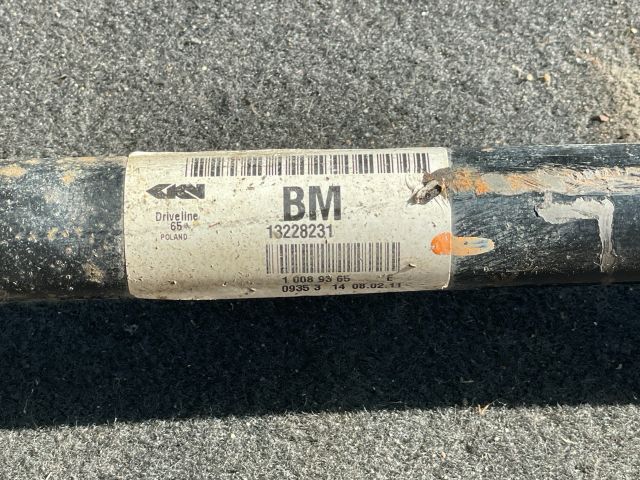 GKN
Driveline
65
POLAND
BM
13228231
1 008 93 65 E
0935 3 14 08.02.11